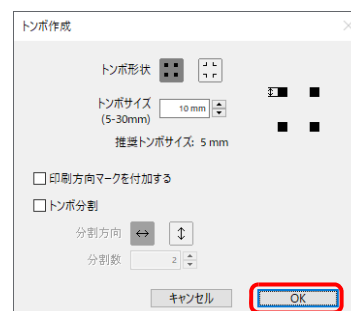 トンボ作成
トンボ形状
トンボサイズ
(5-30mm)
10 mm
推奨トンボサイズ: 5 mm
印刷方向マークを付加する
トンボ分割
分割方向
分割数
2
キャンセル
OK